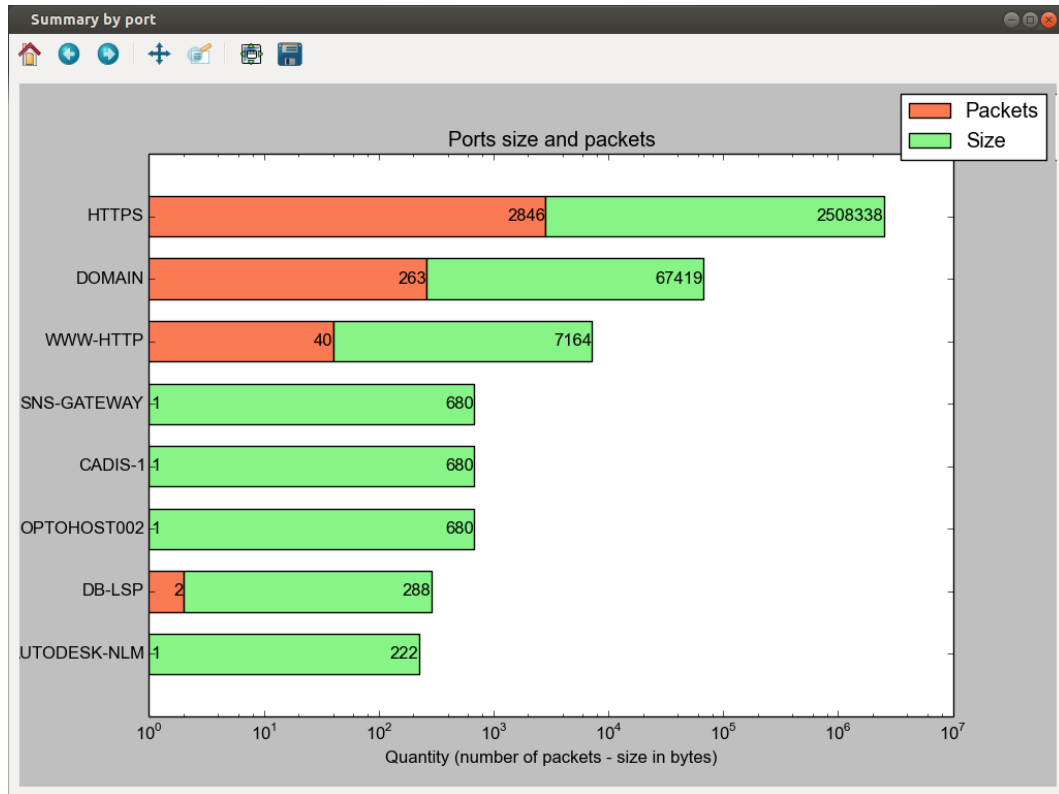 Summary by port
Packets
Size
Ports size and packets
HTTPS 2846 2508338
DOMAIN 263 67419
WWW-HTTP 40 7164
SNS-GATEWAY 1 680
CADIS-1 1 680
OPTOHOST002 1 680
DB-LSP 2 288
UTODESK-NLM 1 222
10⁰ 10¹ 10² 10³ 10⁴ 10⁵ 10⁶ 10⁷
Quantity (number of packets - size in bytes)